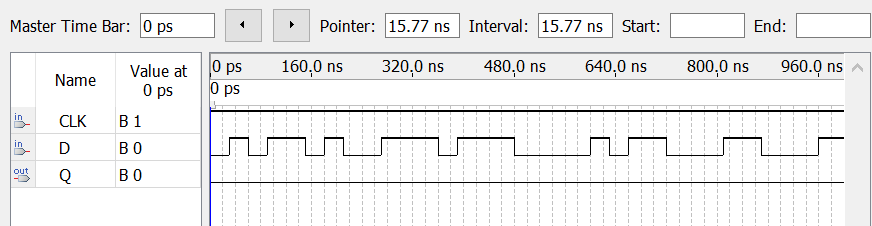 Master Time Bar: 0 ps Pointer: 15.77 ns Interval: 15.77 ns Start: End:
Name Value at 0 ps 0 ps 160.0 ns 320.0 ns 480.0 ns 640.0 ns 800.0 ns 960.0 ns
0 ps
in CLK B 1
in D B 0
out Q B 0